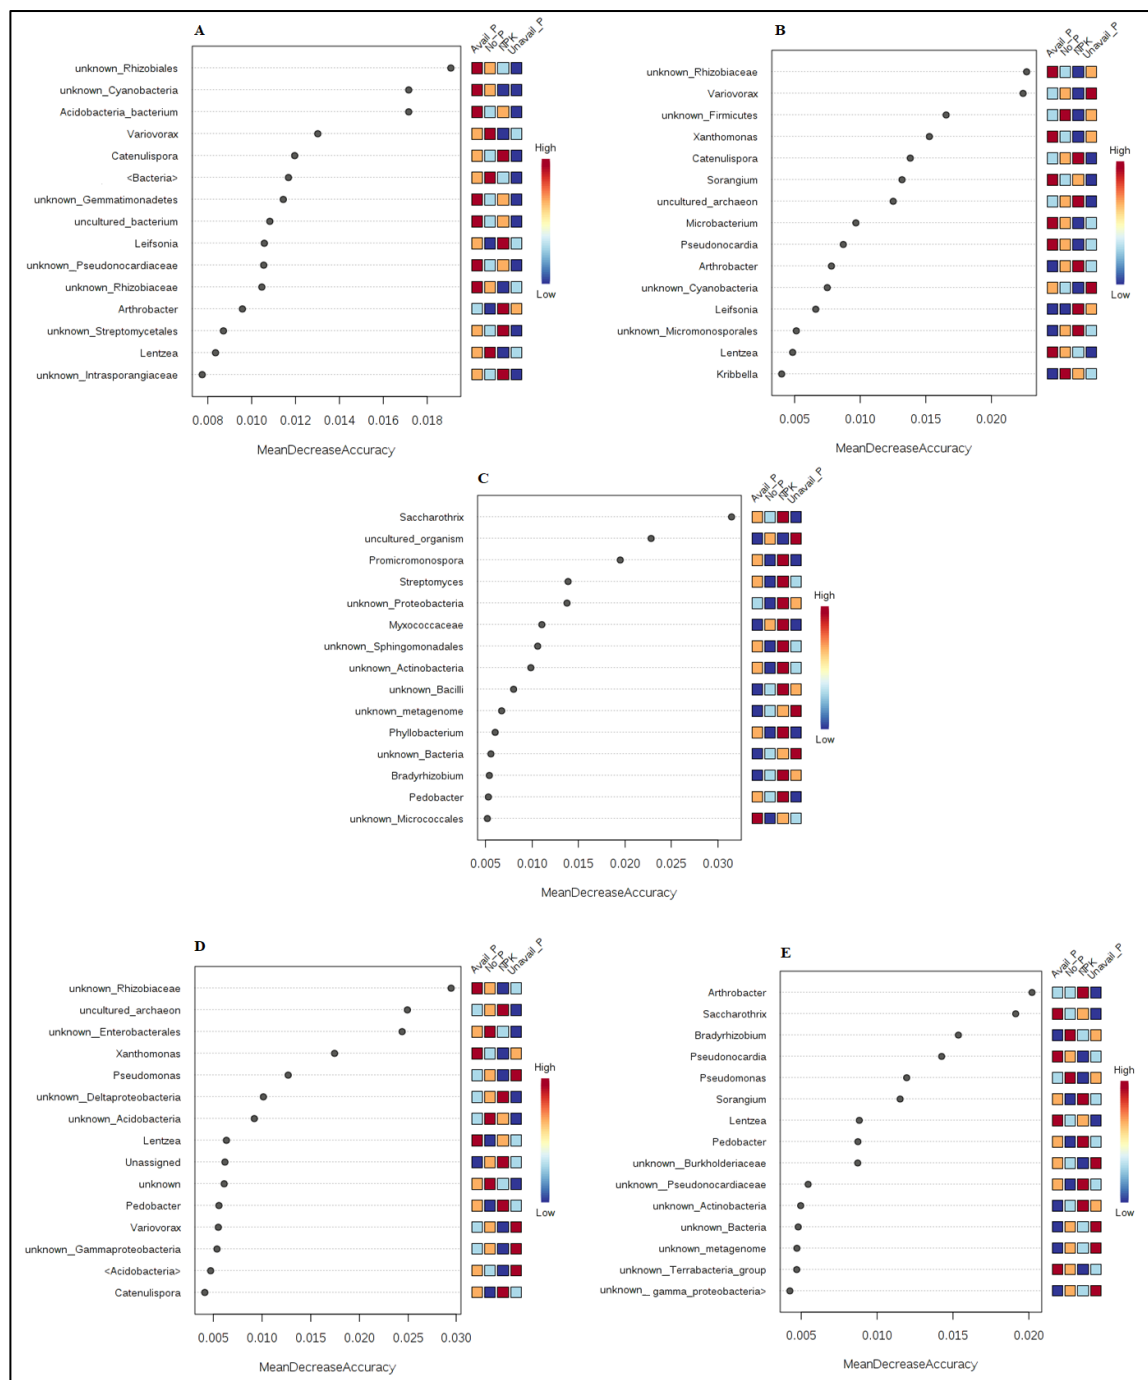 A
Avail_P
No_P
NPK
Unavail_P
unknown_Rhizobiales
unknown_Cyanobacteria
Acidobacteria_bacterium
Variovorax
Catenulispora
<Bacteria>
unknown_Gemmatimonadetes
uncultured_bacterium
Leifsonia
unknown_Pseudonocardiaceae
unknown_Rhizobiaceae
Arthrobacter
unknown_Streptomycetales
Lentzea
unknown_Intrasporangiaceae
High
Low
0.008 0.010 0.012 0.014 0.016 0.018
MeanDecreaseAccuracy
B
Avail_P
No_P
NPK
Unavail_P
unknown_Rhizobiaceae
Variovorax
unknown_Firmicutes
Xanthomonas
Catenulispora
Sorangium
uncultured_archaeon
Microbacterium
Pseudonocardia
Arthrobacter
unknown_Cyanobacteria
Leifsonia
unknown_Micromonosporales
Lentzea
Kribbella
High
Low
0.005 0.010 0.015 0.020
MeanDecreaseAccuracy
C
Avail_P
No_P
NPK
Unavail_P
Saccharothrix
uncultured_organism
Promicromonospora
Streptomyces
unknown_Proteobacteria
Myxococcaceae
unknown_Sphingomonadales
unknown_Actinobacteria
unknown_Bacilli
unknown_metagenome
Phyllobacterium
unknown_Bacteria
Bradyrhizobium
Pedobacter
unknown_Micrococcales
High
Low
0.005 0.010 0.015 0.020 0.025 0.030
MeanDecreaseAccuracy
D
Avail_P
No_P
NPK
Unavail_P
unknown_Rhizobiaceae
uncultured_archaeon
unknown_Enterobacterales
Xanthomonas
Pseudomonas
unknown_Deltaproteobacteria
unknown_Acidobacteria
Lentzea
Unassigned
unknown
Pedobacter
Variovorax
unknown_Gammaproteobacteria
<Acidobacteria>
Catenulispora
High
Low
0.005 0.010 0.015 0.020 0.025 0.030
MeanDecreaseAccuracy
E
Avail_P
No_P
NPK
Unavail_P
Arthrobacter
Saccharothrix
Bradyrhizobium
Pseudonocardia
Pseudomonas
Sorangium
Lentzea
Pedobacter
unknown_Burkholderiaceae
unknown_Pseudonocardiaceae
unknown_Actinobacteria
unknown_Bacteria
unknown_metagenome
unknown_Terrabacteria_group
unknown_ gamma_proteobacteria>
High
Low
0.005 0.010 0.015 0.020
MeanDecreaseAccuracy